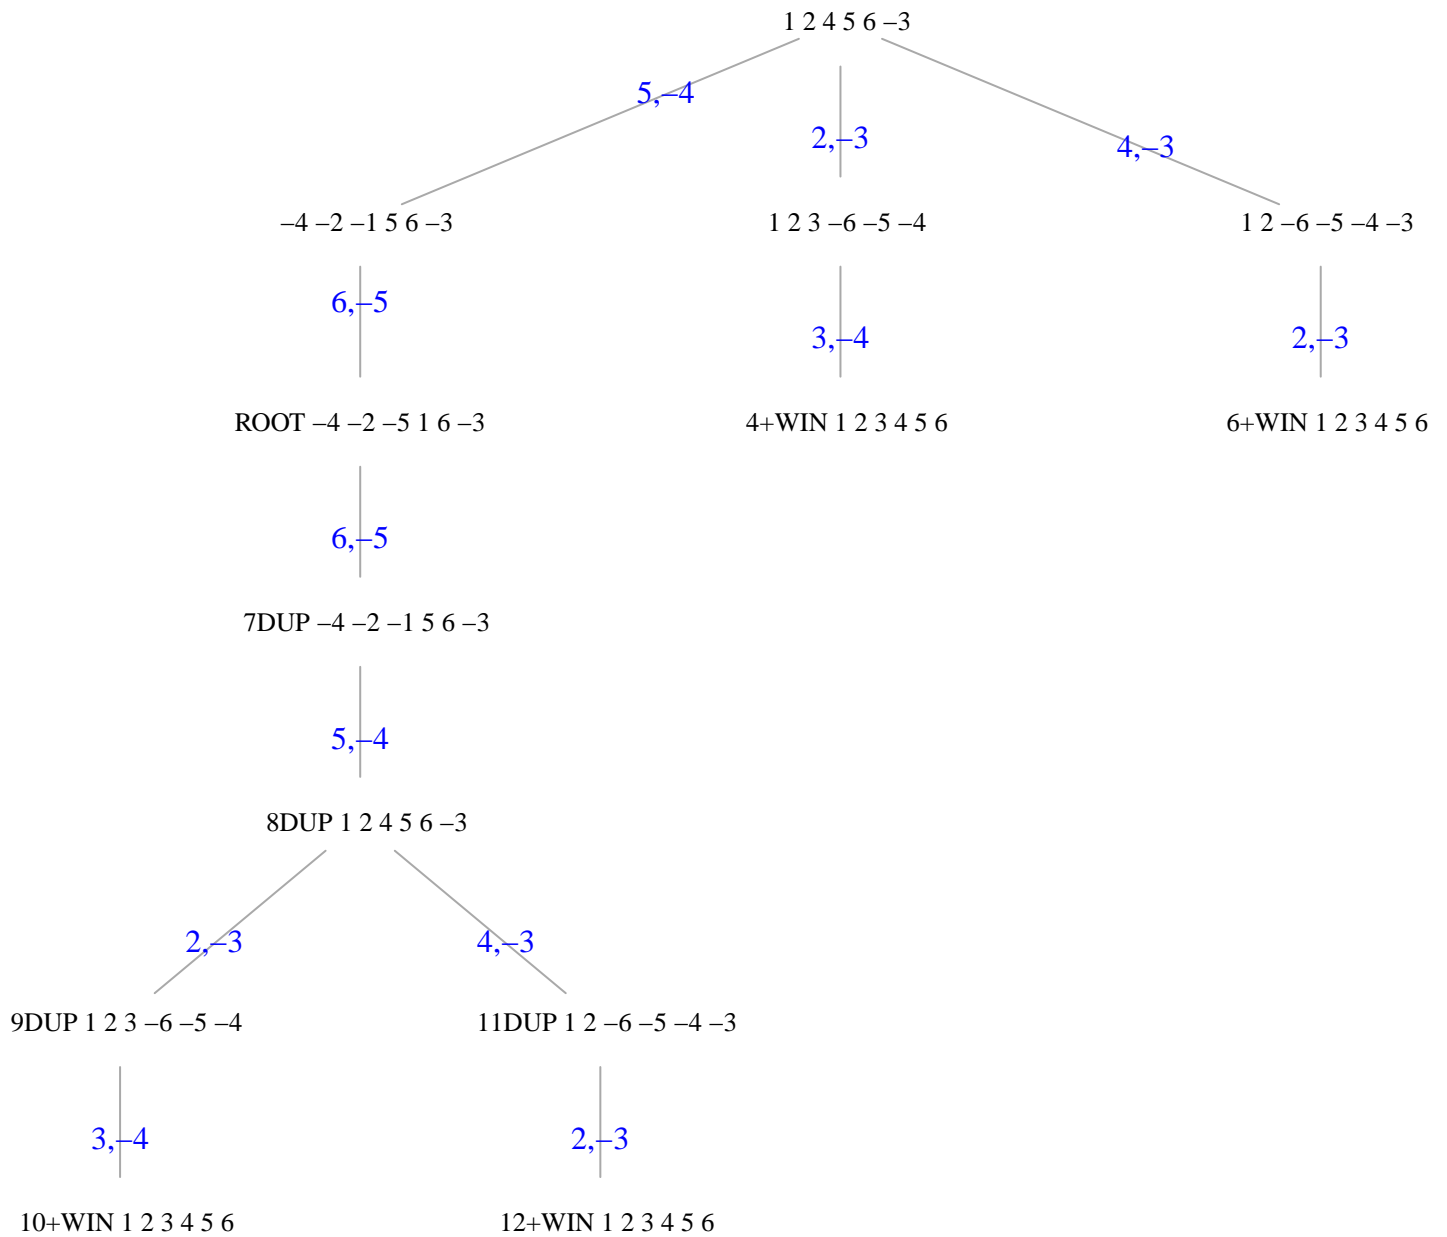 1 2 4 5 6 –3
5,–4
2,–3
4,–3
–4 –2 –1 5 6 –3
1 2 3 –6 –5 –4
1 2 –6 –5 –4 –3
6,–5
3,–4
2,–3
ROOT –4 –2 –5 1 6 –3
4+WIN 1 2 3 4 5 6
6+WIN 1 2 3 4 5 6
6,–5
7DUP –4 –2 –1 5 6 –3
5,–4
8DUP 1 2 4 5 6 –3
2,–3
4,–3
9DUP 1 2 3 –6 –5 –4
11DUP 1 2 –6 –5 –4 –3
3,–4
2,–3
10+WIN 1 2 3 4 5 6
12+WIN 1 2 3 4 5 6